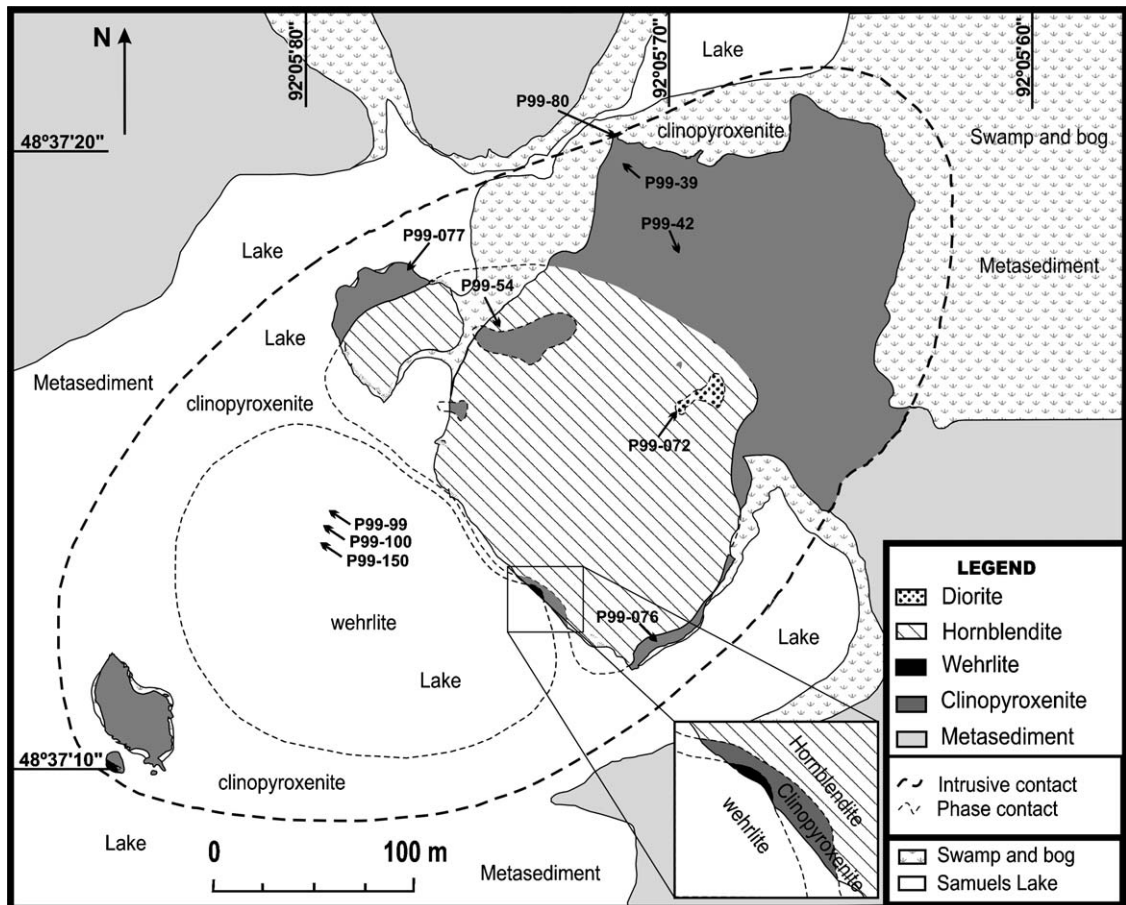 N
92°05'80"
92°05'70"
92°05'60"
Lake
P99-80
clinopyroxenite
Swamp and bog
48°37'20"
P99-39
P99-42
Lake
P99-077
Metasediment
P99-54
Lake
Metasediment
clinopyroxenite
P99-072
P99-99
P99-100
P99-150
wehrlite
P99-076
Lake
Lake
48°37'10"
clinopyroxenite
Lake
0 100 m
Metasediment
Hornblendite
Clinopyroxenite
wehrlite
LEGEND
Diorite
Hornblendite
Wehrlite
Clinopyroxenite
Metasediment
Intrusive contact
Phase contact
Swamp and bog
Samuels Lake